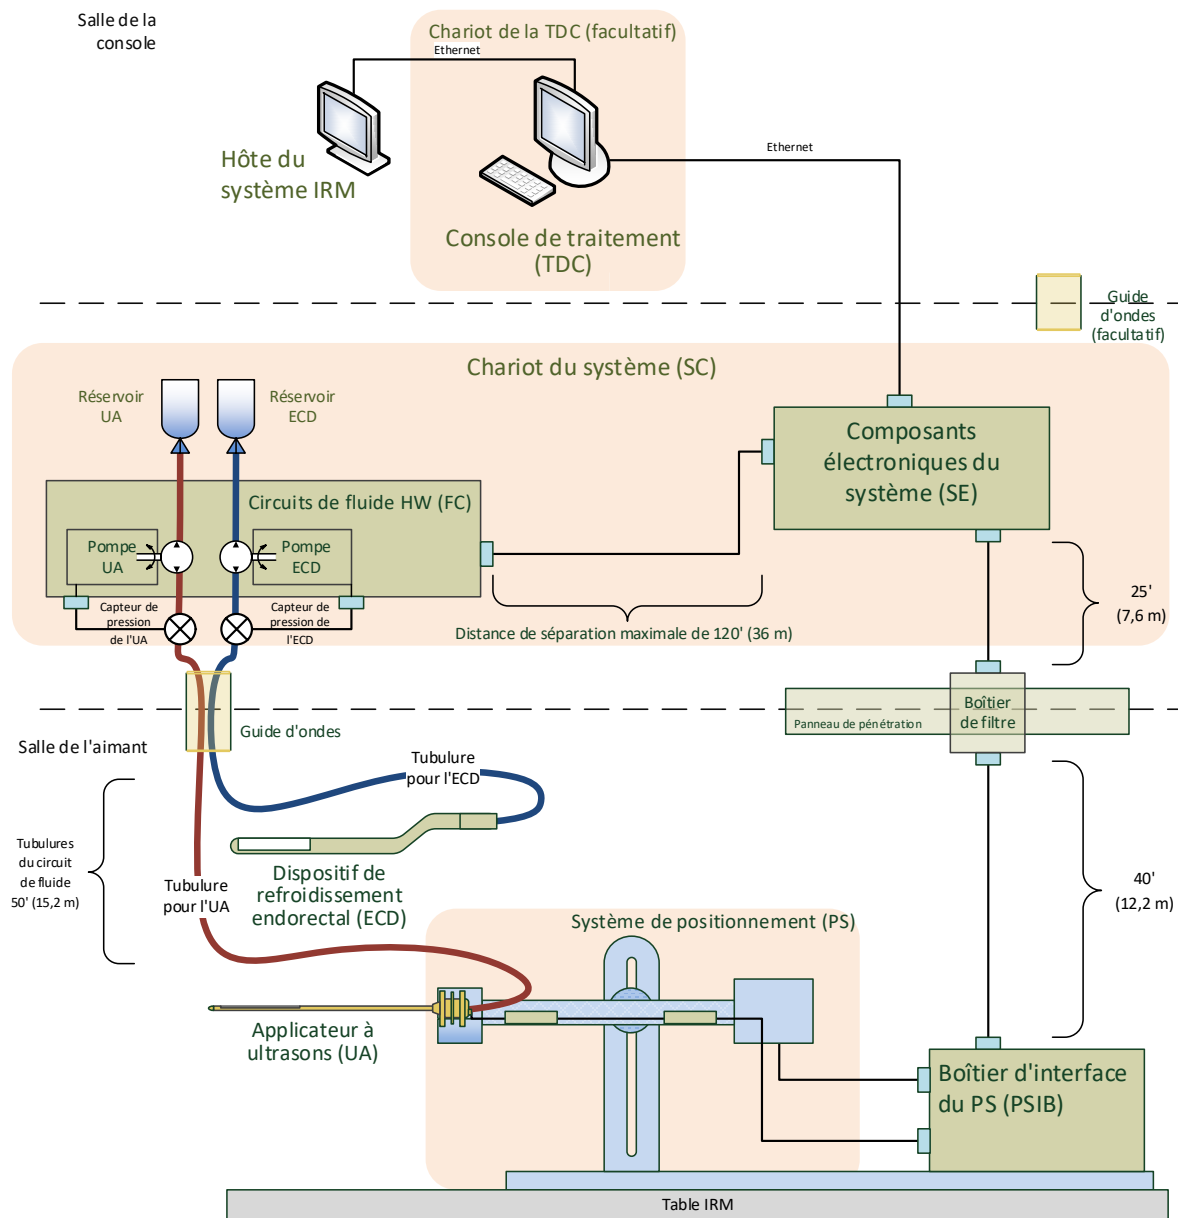 Salle de la
console
Chariot de la TDC (facultatif)
Ethernet
Hôte du
système IRM
Ethernet
Console de traitement
(TDC)
Guide
d'ondes
(facultatif)
Chariot du système (SC)
Réservoir
UA
Réservoir
ECD
Composants
électroniques du
système (SE)
Circuits de fluide HW (FC)
Pompe
UA
Pompe
ECD
Capteur de
pression
de l'UA
Capteur de
pression de
l'ECD
Distance de séparation maximale de 120' (36 m)
25'
(7,6 m)
Boîtier
de filtre
Panneau de pénétration
Guide d'ondes
Salle de l'aimant
Tubulure
pour l'ECD
Tubulures
du circuit
de fluide
50' (15,2 m)
Tubulure
pour l'UA
Dispositif de
refroidissement
endorectal (ECD)
40'
(12,2 m)
Système de positionnement (PS)
Applicateur à
ultrasons (UA)
Boîtier d'interface
du PS (PSIB)
Table IRM